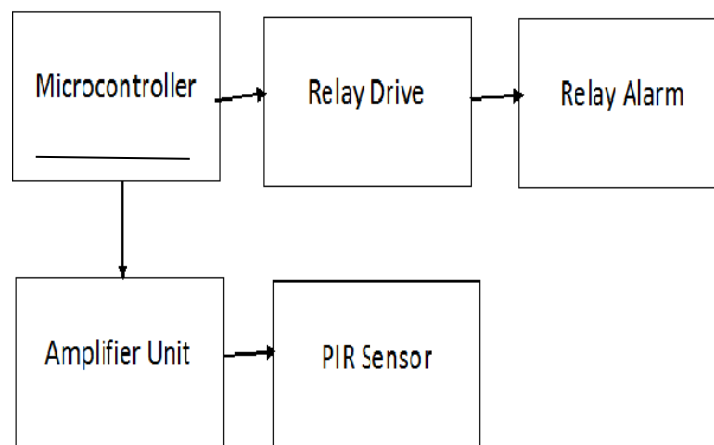 Microcontroller
Relay Drive
Relay Alarm
Amplifier Unit
PIR Sensor